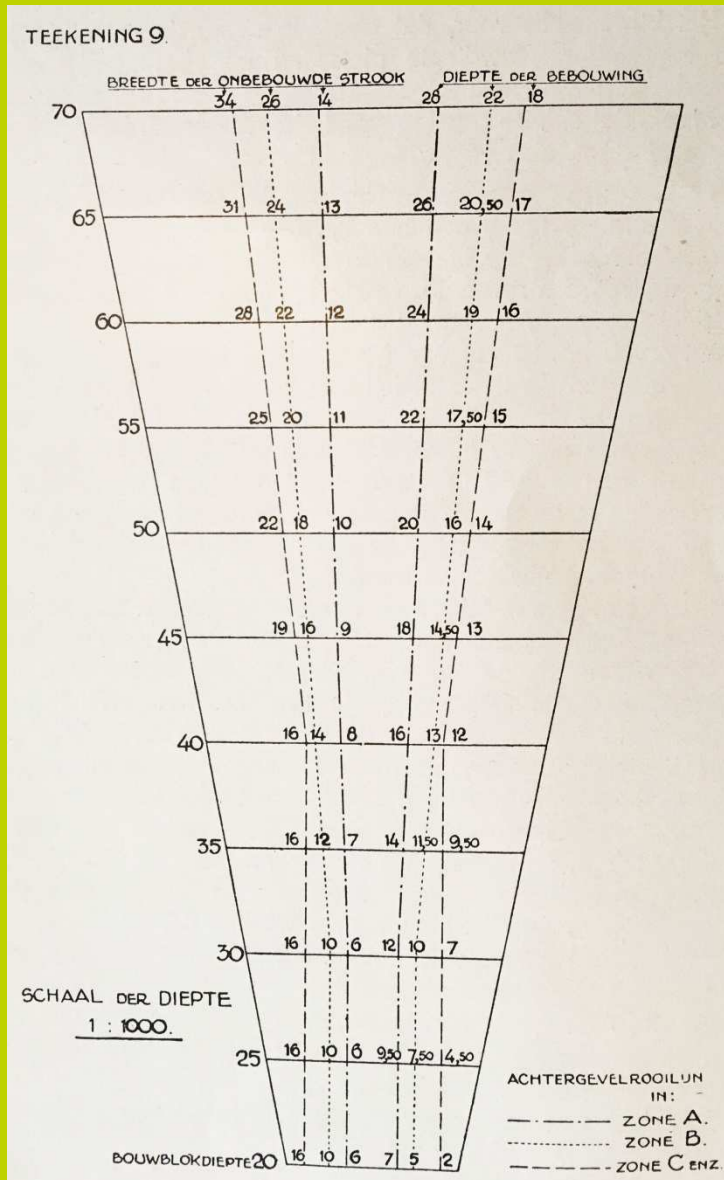 TEEKENING 9.
BREEDTE DER ONBEBOUWDE STROOK DIEPTE DER BEBOUWING
34 26 14 28 22 18
70
65 31 24 13 26 20,50 17
60 28 22 12 24 19 16
55 25 20 11 22 17,50 15
50 22 18 10 20 16 14
45 19 16 9 18 14,50 13
40 16 14 8 16 13 12
35 16 12 7 14 11,50 9,50
30 16 10 6 12 10 7
SCHAAL DER DIEPTE
1 : 1000.
25 16 10 6 9,50 7,50 4,50
BOUWBLOKDIEPTE 20 16 10 6 7 5 2
ACHTERGEVELROOILIJN
IN:
ZONE A.
ZONE B.
ZONE C ENZ.